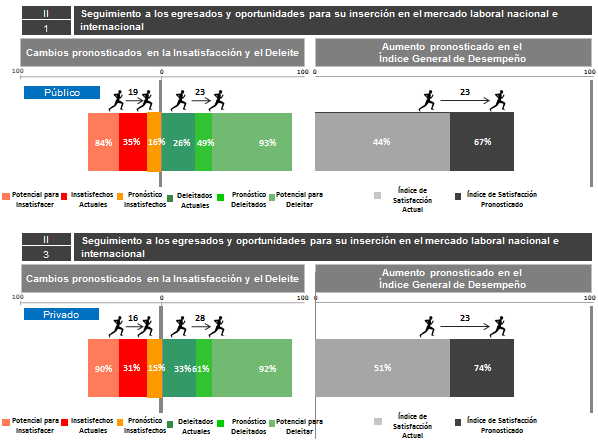 II
1
Seguimiento a los egresados y oportunidades para su inserción en el mercado laboral nacional e
internacional
Cambios pronosticados en la Insatisfacción y el Deleite
Aumento pronosticado en el
Índice General de Desempeño
100 0 100 0 100
Público
19 23 23
84% 35% 16% 26% 49% 93% 44% 67%
Potencial para
Insatisfacer
Insatisfechos
Actuales
Pronóstico
Insatisfechos
Deleitados
Actuales
Pronóstico
Deleitados
Potencial para
Deleitar
Índice de
Satisfacción
Actual
Índice de Satisfacción
Pronosticado
II
3
Seguimiento a los egresados y oportunidades para su inserción en el mercado laboral nacional e
internacional
Cambios pronosticados en la Insatisfacción y el Deleite
Aumento pronosticado en el
Índice General de Desempeño
100 0 100 0 100
Privado
16 28 23
90% 31% 15% 33% 61% 92% 51% 74%
Potencial para
Insatisfacer
Insatisfechos
Actuales
Pronóstico
Insatisfechos
Deleitados
Actuales
Pronóstico
Deleitados
Potencial para
Deleitar
Índice de
Satisfacción
Actual
Índice de Satisfacción
Pronosticado